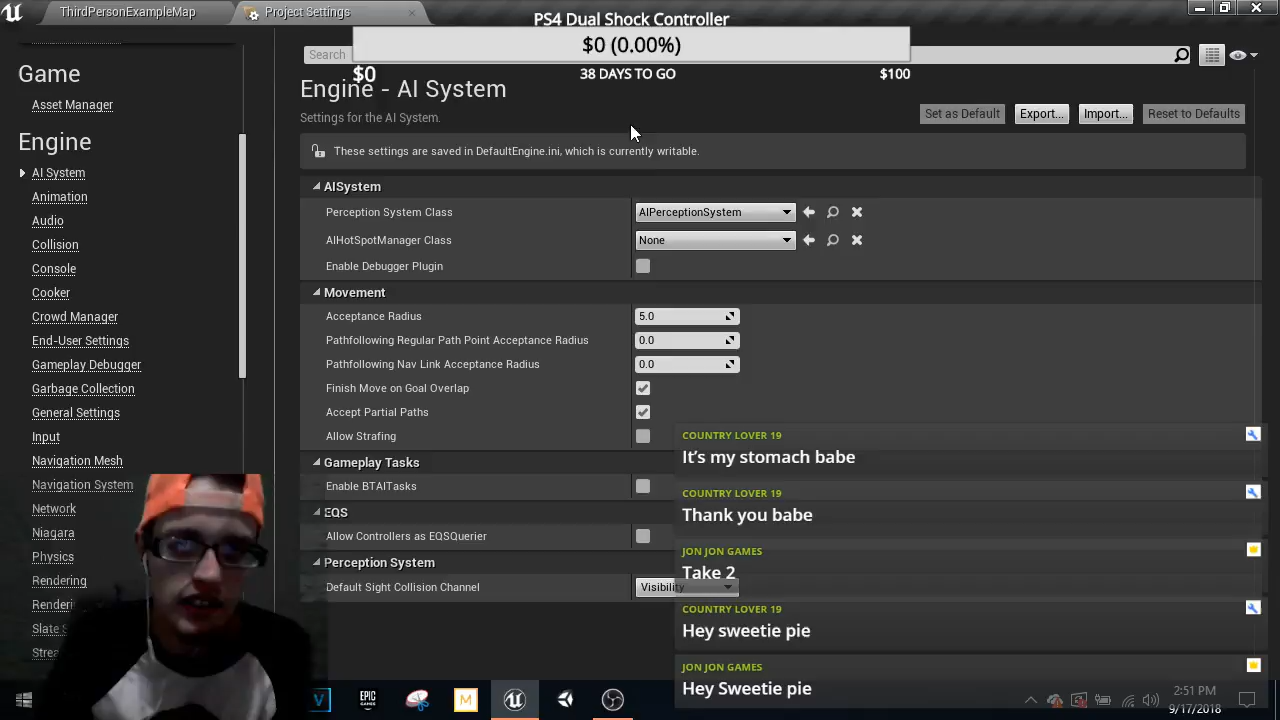 ThirdPersonExampleMap
Project Settings
PS4 Dual Shock Controller
$0 (0.00%)
$0
38 DAYS TO GO
$100
Search
Game
Asset Manager
Engine
AI System
Animation
Audio
Collision
Console
Cooker
Crowd Manager
End-User Settings
Gameplay Debugger
Garbage Collection
General Settings
Input
Navigation Mesh
Navigation System
Network
Niagara
Physics
Rendering
Engine - AI System
Settings for the AI System.
Set as Default
Export...
Import...
Reset to Defaults
These settings are saved in DefaultEngine.ini, which is currently writable.
AISystem
Perception System Class
AIPerceptionSystem
AIHotSpotManager Class
None
Enable Debugger Plugin
Movement
Acceptance Radius
5.0
Pathfollowing Regular Path Point Acceptance Radius
0.0
Pathfollowing Nav Link Acceptance Radius
0.0
Finish Move on Goal Overlap
Accept Partial Paths
Allow Strafing
Gameplay Tasks
Enable BTAITasks
EQS
Allow Controllers as EQSQuerier
Perception System
Default Sight Collision Channel
Visibility
COUNTRY LOVER 19
It's my stomach babe
COUNTRY LOVER 19
Thank you babe
JON JON GAMES
Take 2
COUNTRY LOVER 19
Hey sweetie pie
JON JON GAMES
Hey Sweetie pie
V
EPIC GAMES
M
2:51 PM
9/17/2018